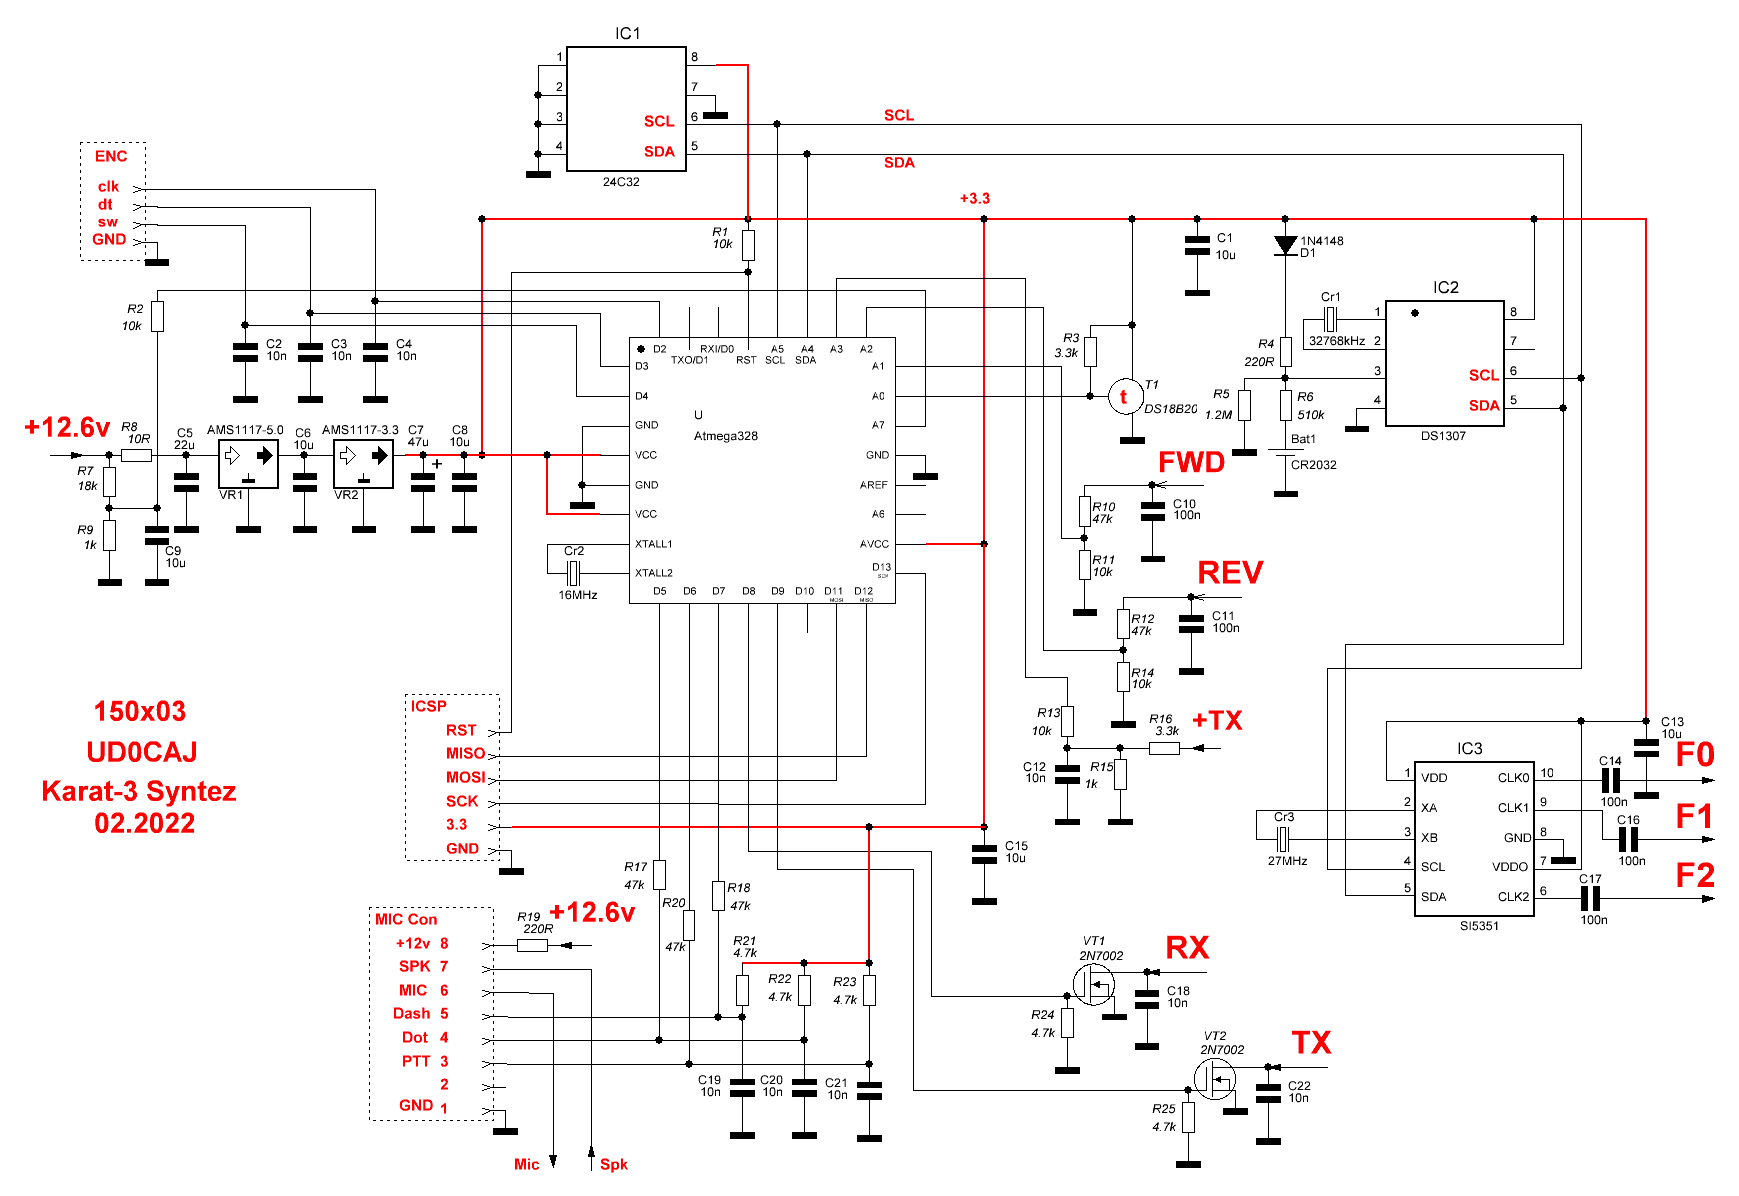 IC1
1
2
3
4
8
7
SCL 6
SDA 5
24C32
SCL
SDA
ENC
clk
dt
sw
GND
+3.3
R1
10k
C1
10u
1N4148
D1
R2
10k
C2
10n
C3
10n
C4
10n
R3
3.3k
T1
DS18B20
t
R4
220R
R5
1.2M
R6
510k
Bat1
CR2032
Cr1
32768kHz
IC2
1
2
3
4
8
7
SCL 6
SDA 5
DS1307
+12.6v
R8
10R
R7
18k
R9
1k
C9
10u
C5
22u
AMS1117-5.0
VR1
C6
10u
AMS1117-3.3
VR2
C7
47u
+
C8
10u
D2
TXO/D1
RXI/D0
RST
A5
SCL
A4
SDA
A3
A2
D3
D4
GND
VCC
GND
VCC
XTALL1
XTALL2
U
Atmega328
A1
A0
A7
GND
AREF
A6
AVCC
D13
SCK
D5
D6
D7
D8
D9
D10
D11
MOSI
D12
MISO
Cr2
16MHz
FWD
R10
47k
C10
100n
R11
10k
REV
R12
47k
C11
100n
R14
10k
R13
10k
R16
3.3k
+TX
C12
10n
R15
1k
150x03
UD0CAJ
Karat-3 Syntez
02.2022
ICSP
RST
MISO
MOSI
SCK
3.3
GND
C15
10u
IC3
1 VDD
2 XA
3 XB
4 SCL
5 SDA
CLK0 10
CLK1 9
GND 8
VDDO 7
CLK2 6
SI5351
Cr3
27MHz
C13
10u
C14
100n
F0
C16
100n
F1
C17
100n
F2
MIC Con
+12v 8
SPK 7
MIC 6
Dash 5
Dot 4
PTT 3
2
GND 1
R19
220R
+12.6v
R17
47k
R20
47k
R18
47k
R21
4.7k
R22
4.7k
R23
4.7k
C19
10n
C20
10n
C21
10n
Mic
Spk
VT1
2N7002
RX
C18
10n
R24
4.7k
VT2
2N7002
TX
C22
10n
R25
4.7k